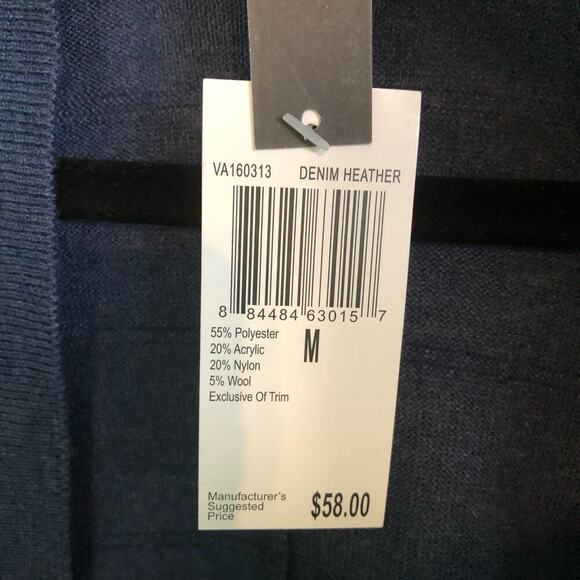 VA160313 DENIM HEATHER
8 84484 63015 7
55% Polyester
20% Acrylic
20% Nylon
5% Wool
Exclusive Of Trim
M
Manufacturer's
Suggested
Price
$58.00